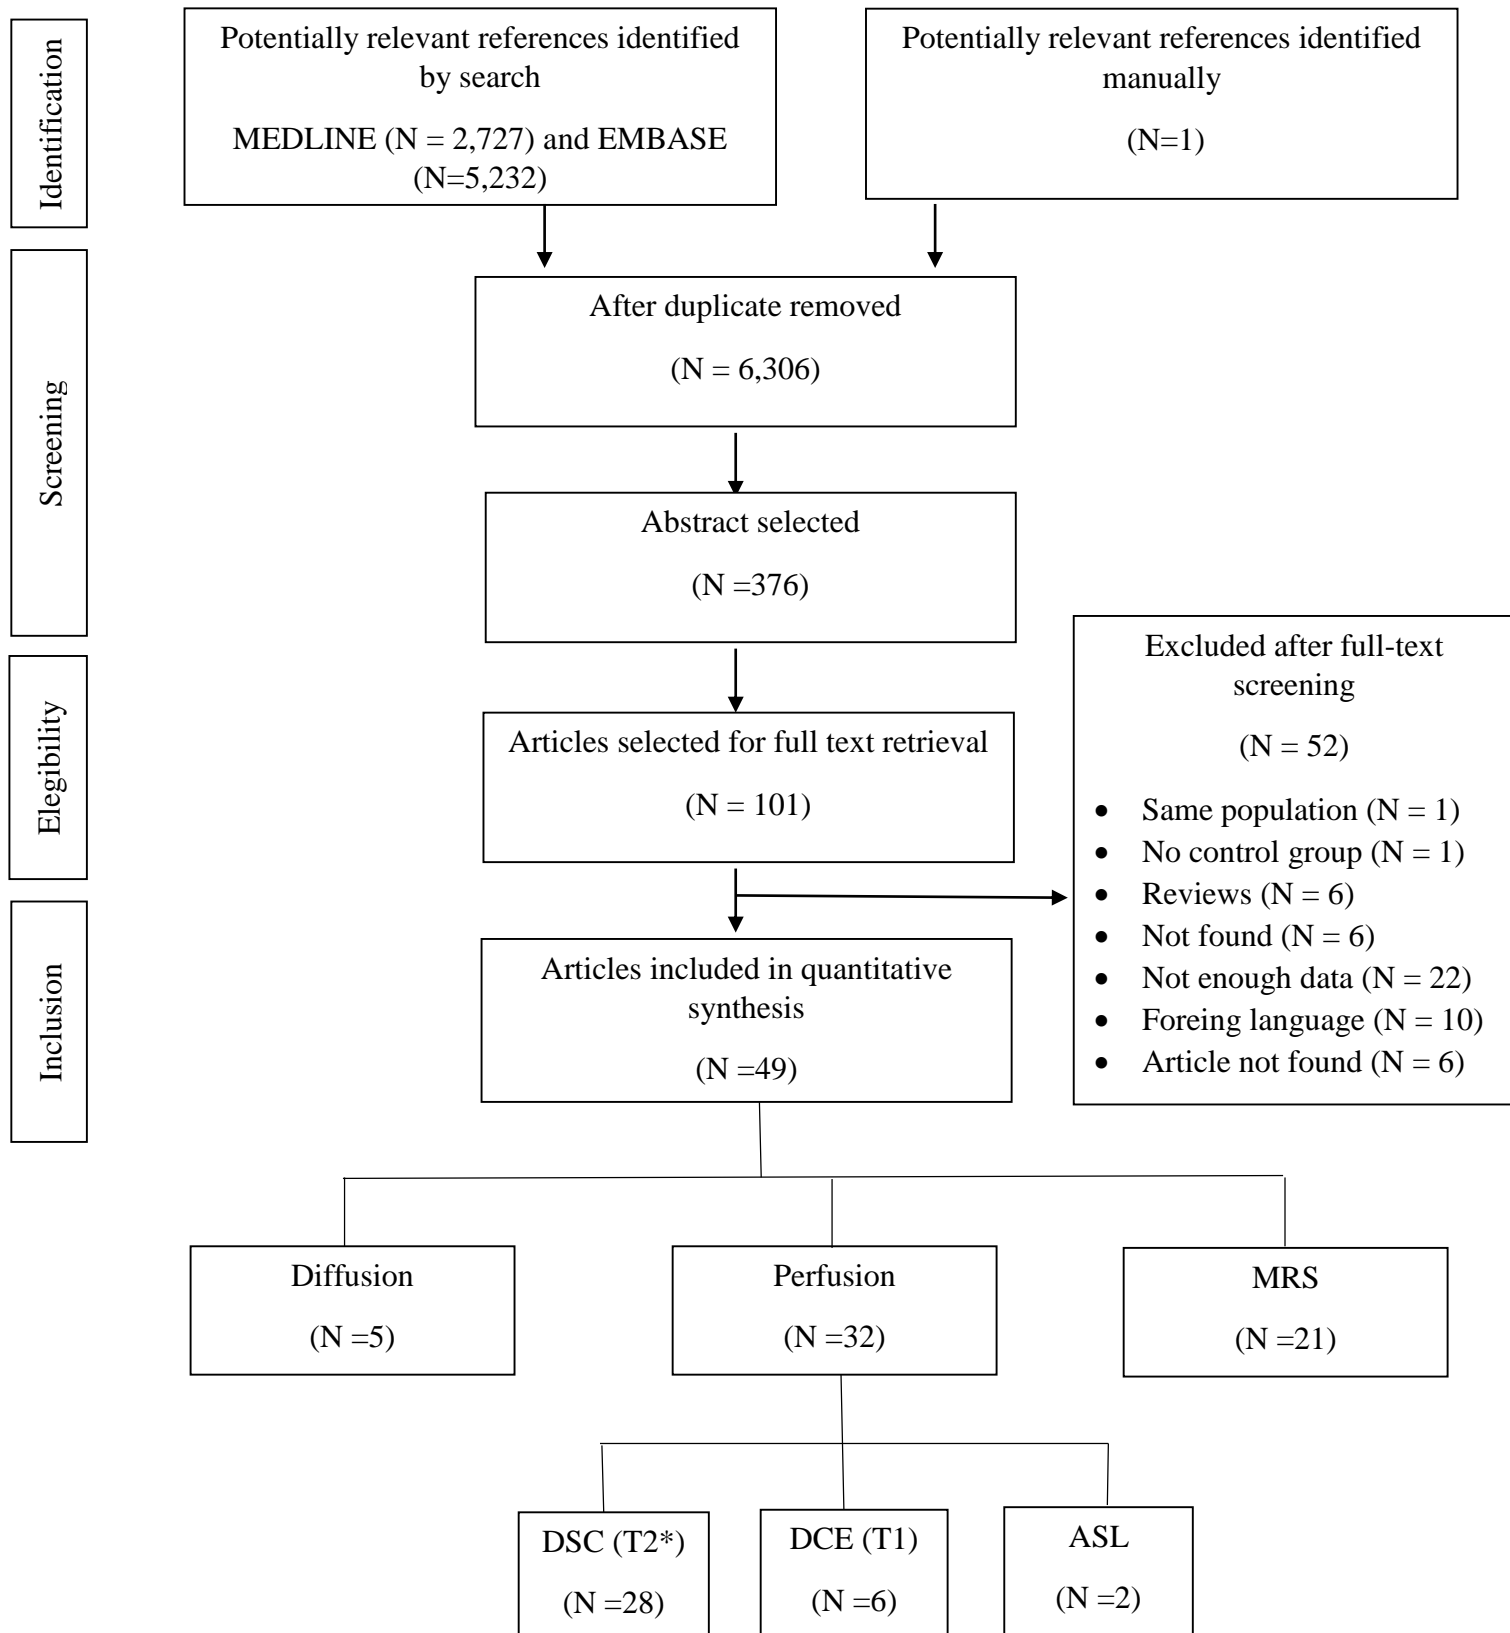 Identification
Potentially relevant references identified
by search
MEDLINE (N = 2,727) and EMBASE
(N=5,232)
Potentially relevant references identified
manually
(N=1)
Screening
After duplicate removed
(N = 6,306)
Abstract selected
(N =376)
Elegibility
Articles selected for full text retrieval
(N = 101)
Excluded after full-text
screening
(N = 52)
• Same population (N = 1)
• No control group (N = 1)
• Reviews (N = 6)
• Not found (N = 6)
• Not enough data (N = 22)
• Foreing language (N = 10)
• Article not found (N = 6)
Inclusion
Articles included in quantitative
synthesis
(N =49)
Diffusion
(N =5)
Perfusion
(N =32)
MRS
(N =21)
DSC (T2*)
(N =28)
DCE (T1)
(N =6)
ASL
(N =2)